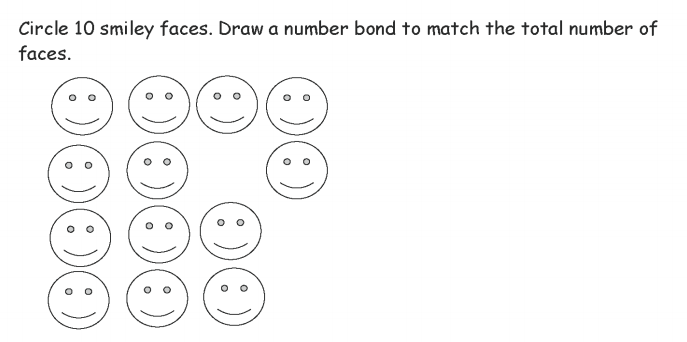 Circle 10 smiley faces. Draw a number bond to match the total number of
faces.